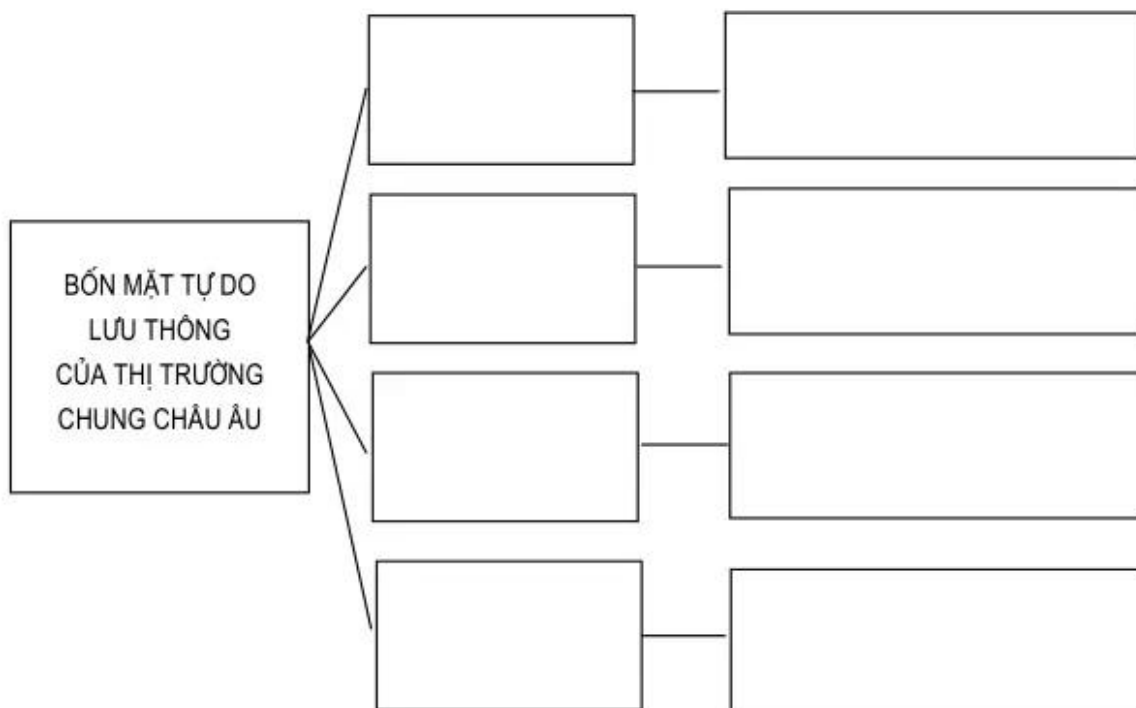 BỐN MẶT TỰ DO
LƯU THÔNG
CỦA THỊ TRƯỜNG
CHUNG CHÂU ÂU